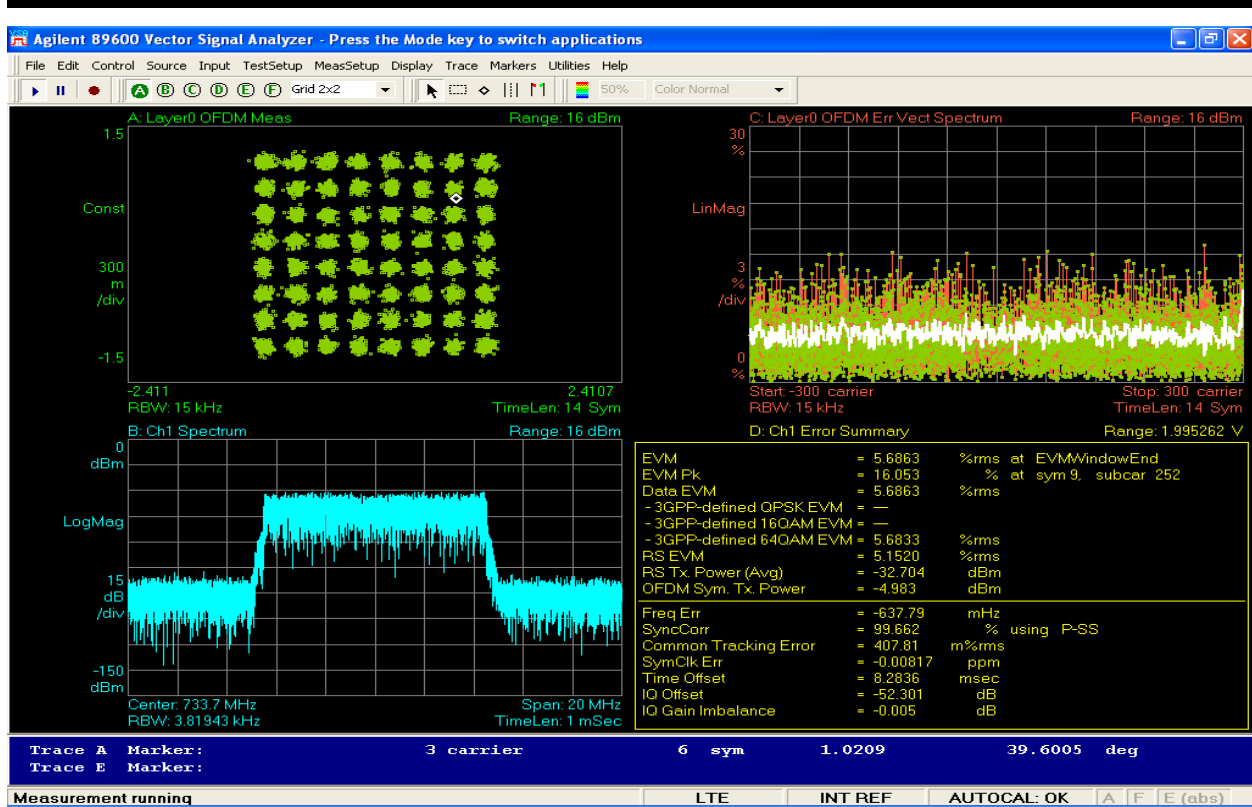 Agilent 89600 Vector Signal Analyzer - Press the Mode key to switch applications
File Edit Control Source Input TestSetup MeasSetup Display Trace Markers Utilities Help
A B C D E F Grid 2x2 50% Color Normal
A: Layer0 OFDM Meas Range: 16 dBm
1.5
Const
300
m
/div
-1.5
-2.411 2.4107
RBW: 15 kHz TimeLen: 14 Sym
C: Layer0 OFDM Err Vect Spectrum Range: 16 dBm
30
%
LinMag
3
%
/div
0
%
Start: -300 carrier Stop: 300 carrier
RBW: 15 kHz TimeLen: 14 Sym
B: Ch1 Spectrum Range: 16 dBm
0
dBm
LogMag
15
dB
/div
-150
dBm
Center: 733.7 MHz Span: 20 MHz
RBW: 3.81943 kHz TimeLen: 1 mSec
D: Ch1 Error Summary Range: 1.995262 V
EVM = 5.6863 %rms at EVMWindowEnd
EVM Pk = 16.053 % at sym 9, subcar 252
Data EVM = 5.6863 %rms
- 3GPP-defined QPSK EVM = —
- 3GPP-defined 16QAM EVM = —
- 3GPP-defined 64QAM EVM = 5.6833 %rms
RS EVM = 5.1520 %rms
RS Tx. Power (Avg) = -32.704 dBm
OFDM Sym. Tx. Power = -4.983 dBm
Freq Err = -637.79 mHz
SyncCorr = 99.662 % using P-SS
Common Tracking Error = 407.81 m%rms
SymClk Err = -0.00817 ppm
Time Offset = 8.2836 msec
IQ Offset = -52.301 dB
IQ Gain Imbalance = -0.005 dB
Trace A Marker: 3 carrier 6 sym 1.0209 39.6005 deg
Trace E Marker:
Measurement running LTE INT REF AUTOCAL: OK A F E (abs)